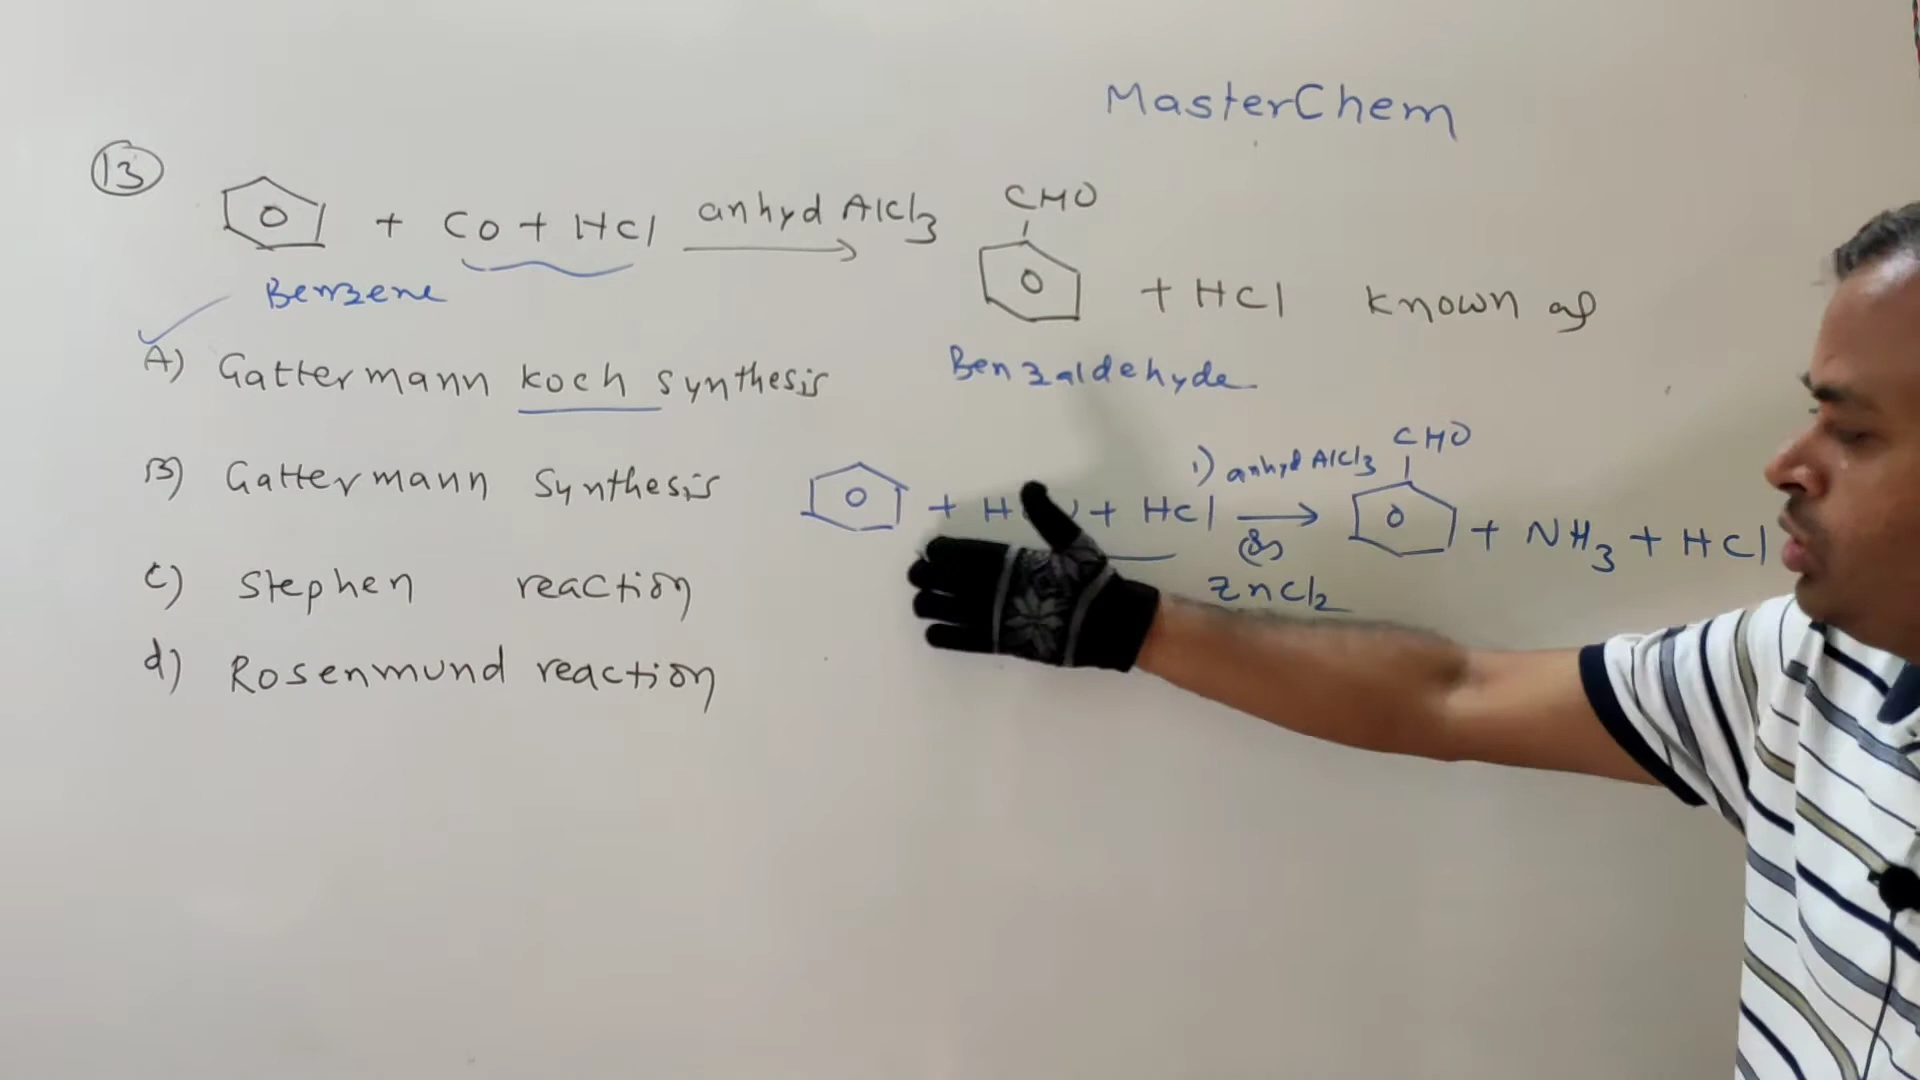 MasterChem
13
+ Co + HCl anhyd AlCl3 CHO + HCl known as
Benzene
Benzaldehyde
A) Gattermann koch synthesis
B) Gattermann Synthesis
+ H + HCl 1) anhyd AlCl3 (or) ZnCl2 CHO + NH3 + HCl
c) Stephen reaction
d) Rosenmund reaction